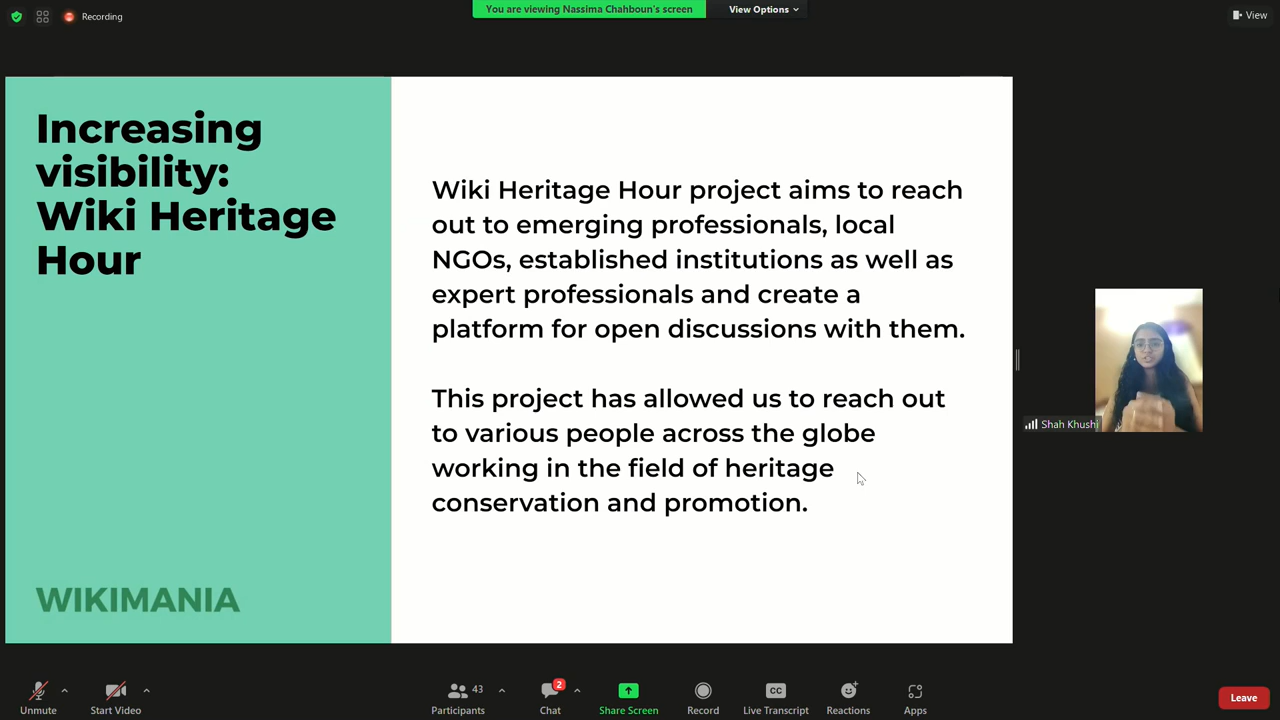 Recording
You are viewing Nassima Chahboun's screen
View Options
View
Increasing
visibility:
Wiki Heritage
Hour
WIKIMANIA
Wiki Heritage Hour project aims to reach
out to emerging professionals, local
NGOs, established institutions as well as
expert professionals and create a
platform for open discussions with them.
This project has allowed us to reach out
to various people across the globe
working in the field of heritage
conservation and promotion.
Shah Khushi
Unmute
Start Video
43
Participants
2
Chat
Share Screen
Record
CC
Live Transcript
Reactions
Apps
Leave